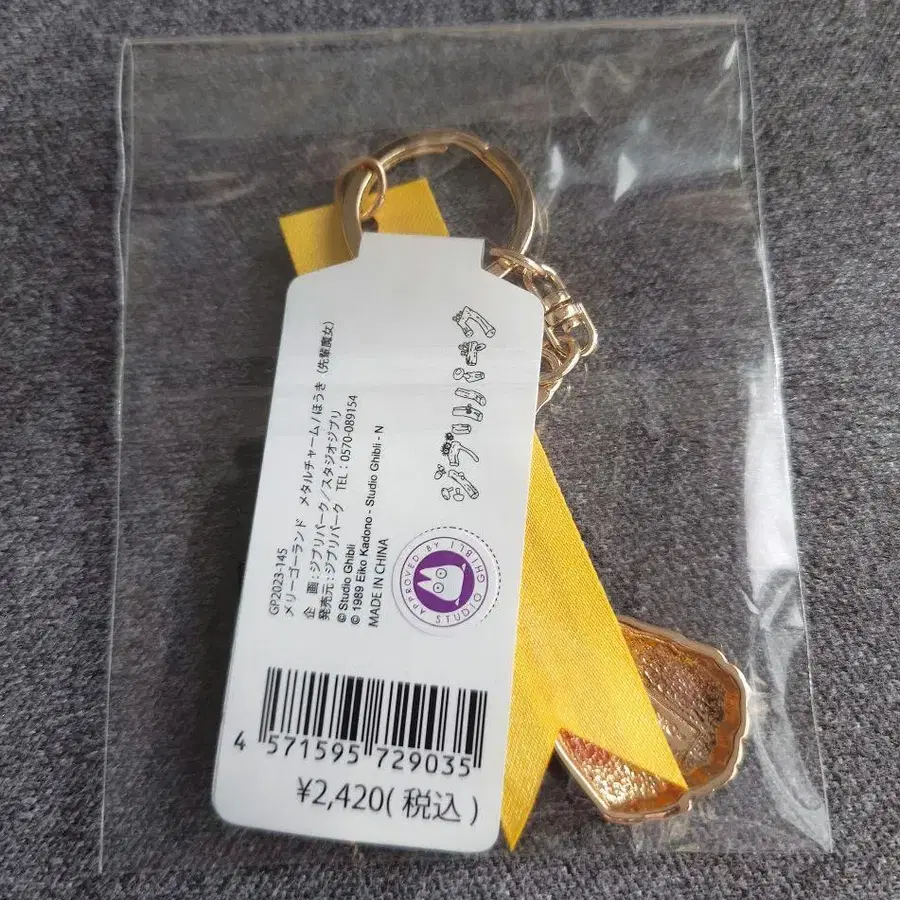 GP2023-145
メリーゴーランド メタルチャーム/ほうき（先輩魔女）
企 画：ジブリパーク／スタジオジブリ
発売元：ジブリパーク TEL：0570-089154
© Studio Ghibli
© 1989 Eiko Kadono - Studio Ghibli - N
MADE IN CHINA
ジブリパーク
APPROVED BY STUDIO GHIBLI
4 571595 729035
¥2,420(税込)